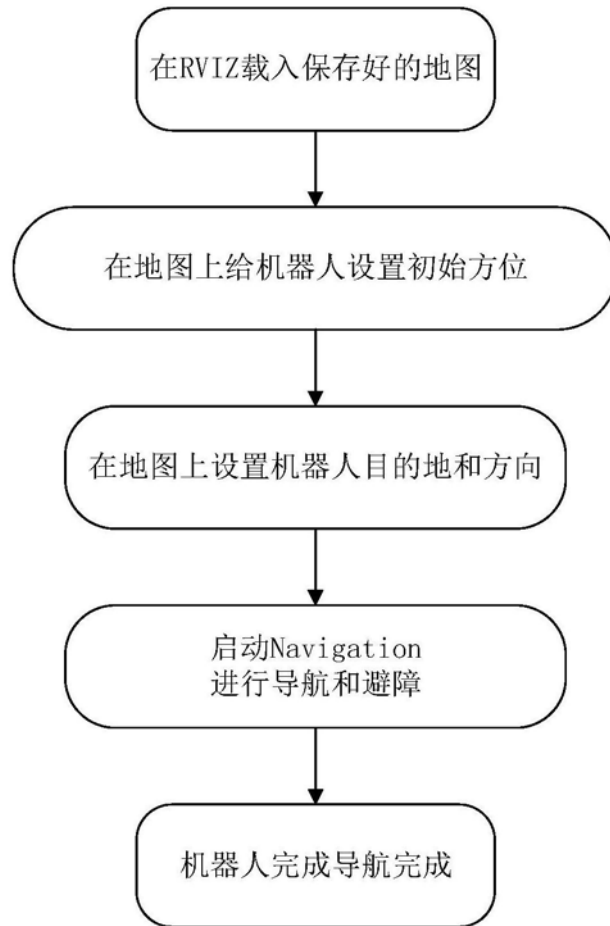 在RVIZ载入保存好的地图
在地图上给机器人设置初始方位
在地图上设置机器人目的地和方向
启动Navigation
进行导航和避障
机器人完成导航完成